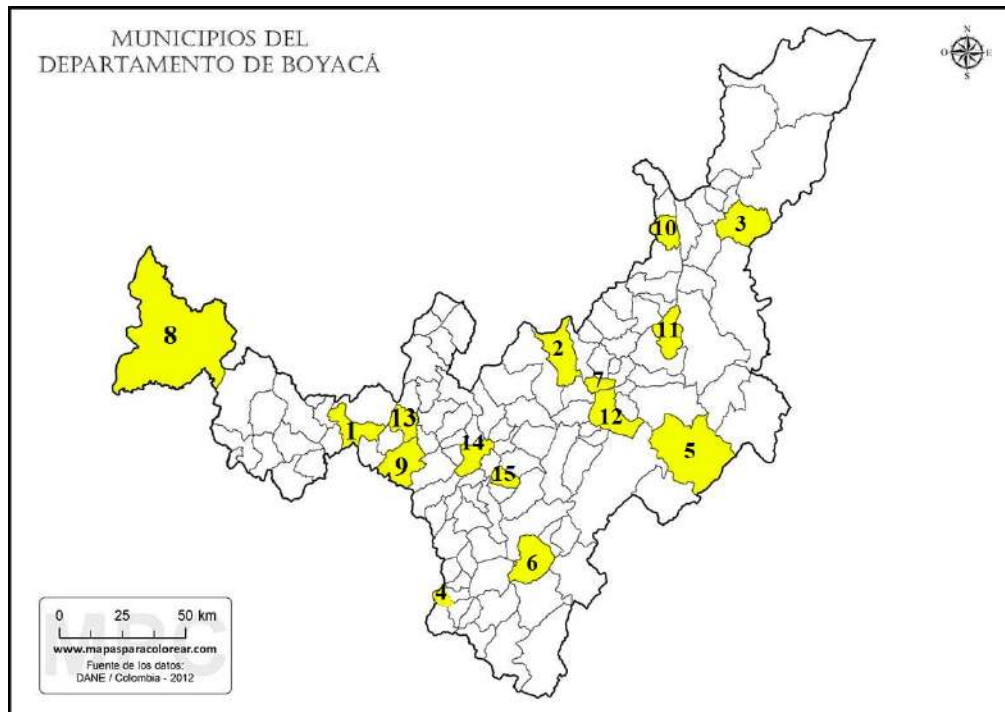 MUNICIPIOS DEL
DEPARTAMENTO DE BOYACÁ
N
O E
S
10
3
8
2
11
7
13
1
12
14
5
9
15
6
4
0 25 50 km
MPC
www.mapasparacolorear.com
Fuente de los datos:
DANE / Colombia - 2012